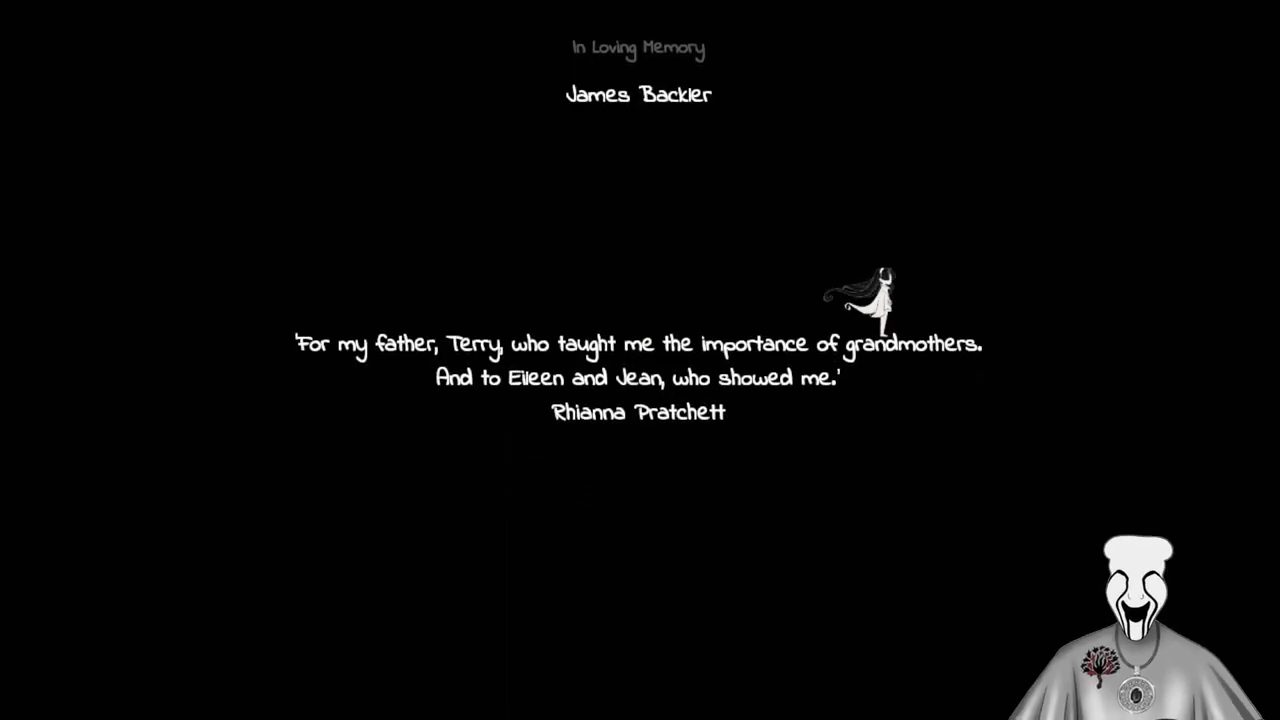 In Loving Memory
James Backler
'For my father, Terry, who taught me the importance of grandmothers.
And to Eileen and Jean, who showed me.'
Rhianna Pratchett